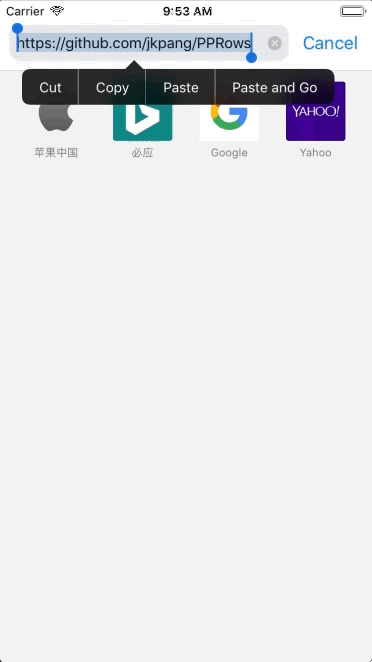 Carrier 9:53 AM
https://github.com/jkpang/PPRows Cancel
Cut Copy Paste Paste and Go
YAHOO!
苹果中国 必应 Google Yahoo